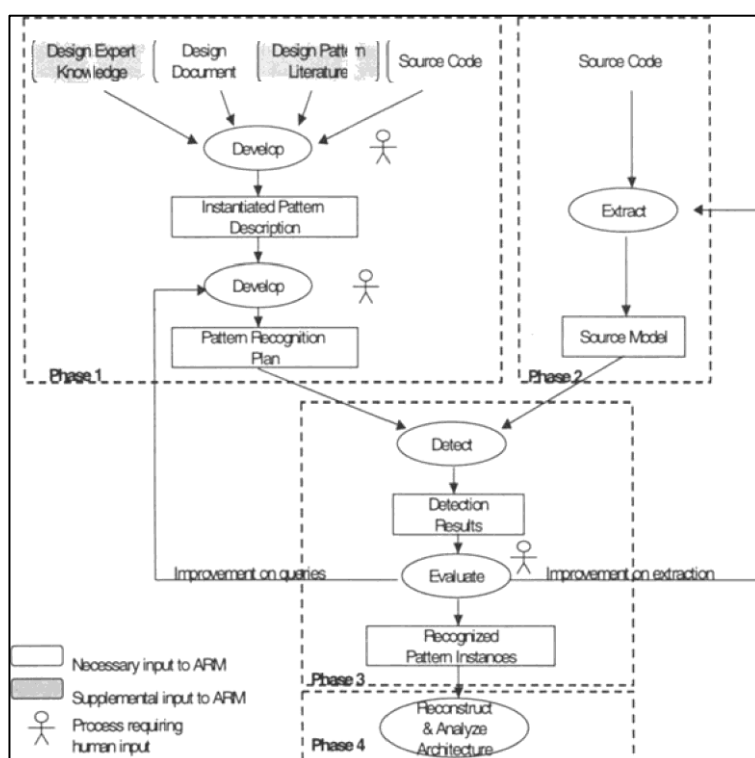 Design Expert
Knowledge
Design
Document
Design Pattern
Literature
Source Code
Source Code
Develop
Extract
Instantiated Pattern
Description
Develop
Pattern Recognition
Plan
Source Model
Phase 1
Phase 2
Detect
Detection
Results
Improvement on queries
Evaluate
Improvement on extraction
Recognized
Pattern Instances
Necessary input to ARM
Phase 3
Supplemental input to ARM
Reconstruct
& Analyze
Architecture
Process requiring
human input
Phase 4